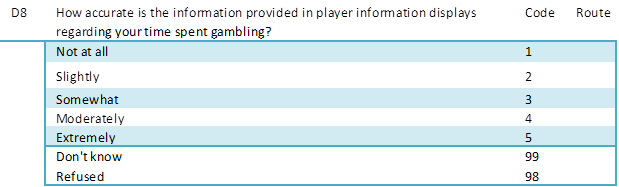 D8 How accurate is the information provided in player information displays Code Route
regarding your time spent gambling?
Not at all 1
Slightly 2
Somewhat 3
Moderately 4
Extremely 5
Don't know 99
Refused 98